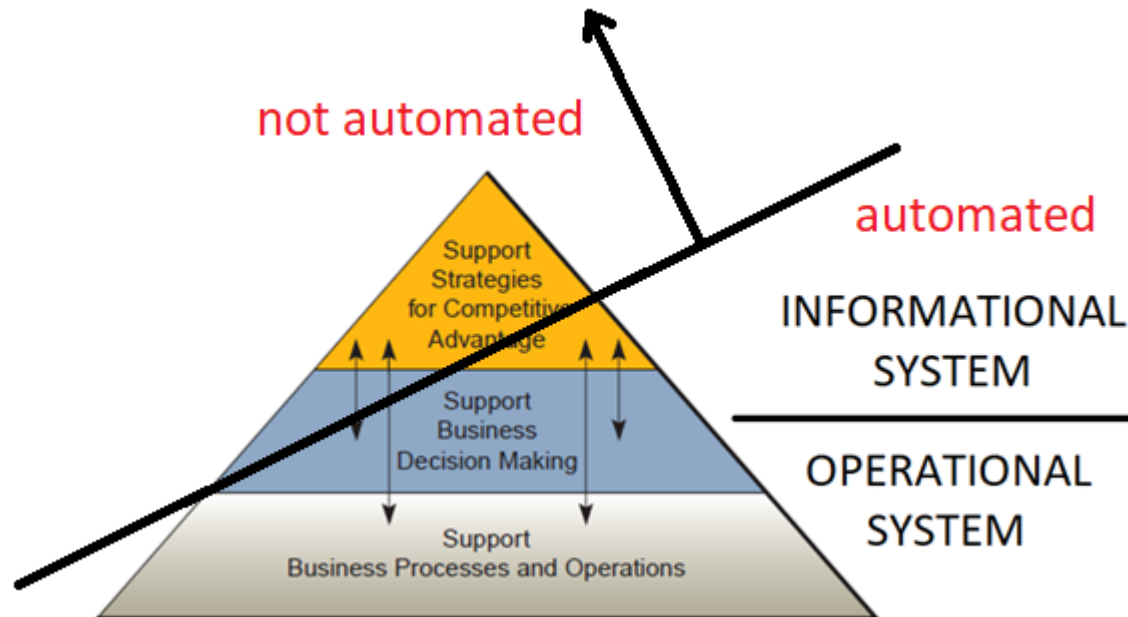 not automated
automated
Support
Strategies
for Competitive
Advantage
INFORMATIONAL
SYSTEM
Support
Business
Decision Making
OPERATIONAL
SYSTEM
Support
Business Processes and Operations